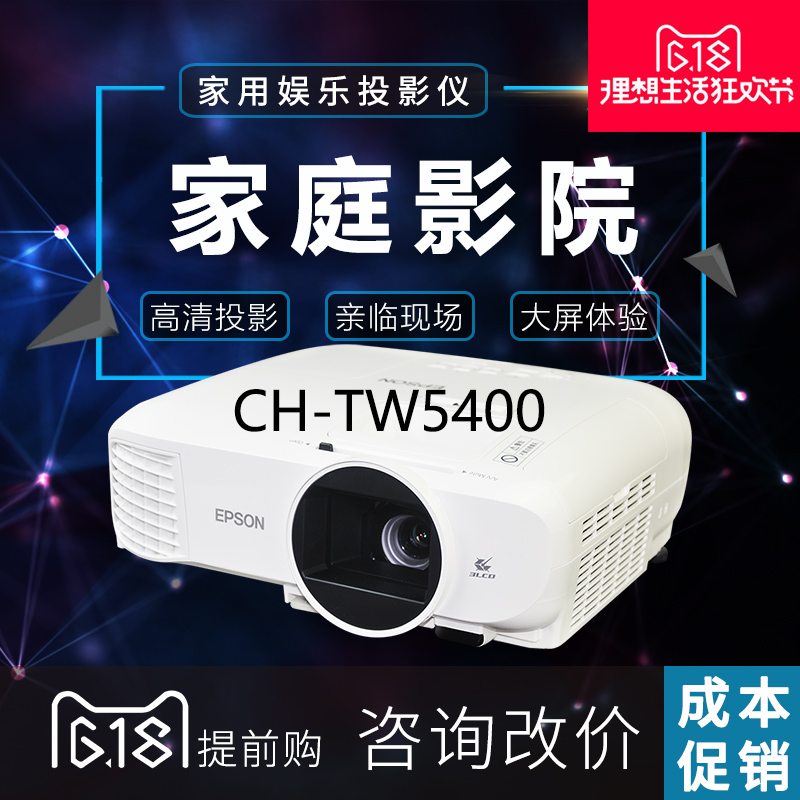 6.18
理想生活狂欢节
家用娱乐投影仪
家庭影院
高清投影
亲临现场
大屏体验
EPSON
CH-TW5400
EPSON
3LCD
6.18
提前购
咨询改价
成本
促销